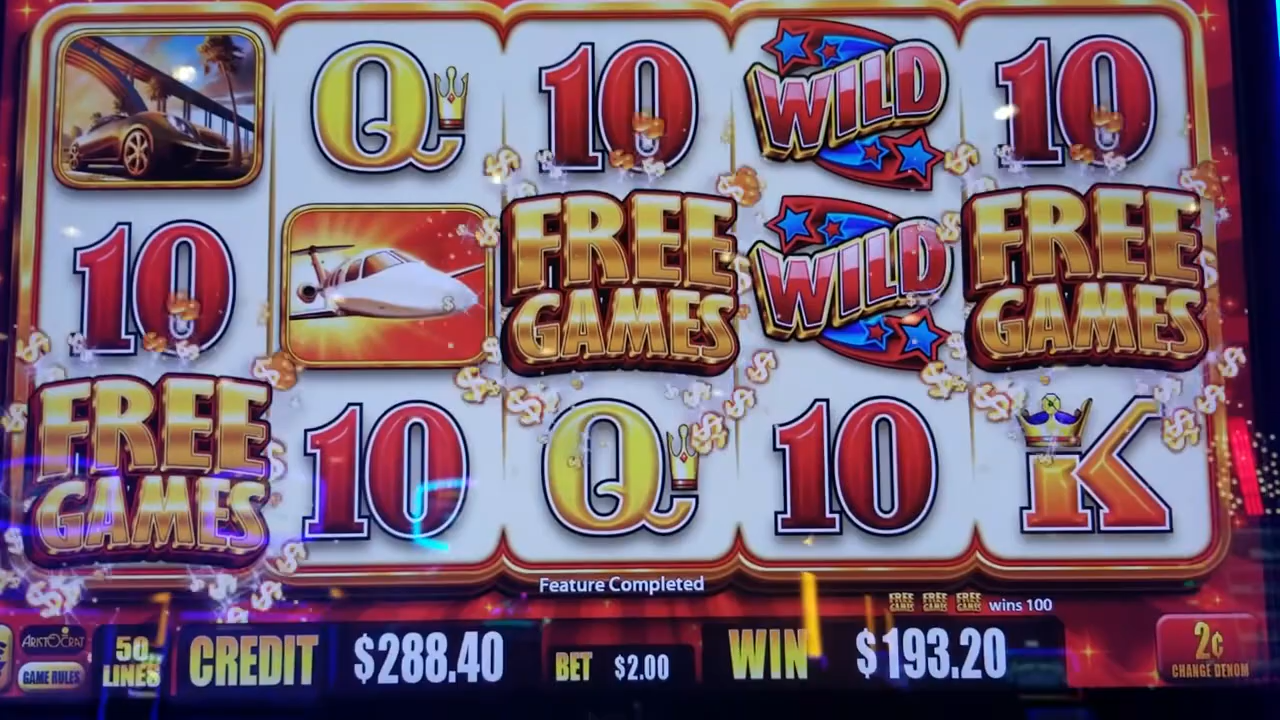 Q 10 WILD 10
10 FREE GAMES WILD FREE GAMES
FREE GAMES 10 Q 10 K
Feature Completed
FREE GAMES FREE GAMES FREE GAMES wins 100
ARISTOCRAT
GAME RULES
50 LINES
CREDIT $288.40
BET $2.00
WIN $193.20
2¢
CHANGE DENOM